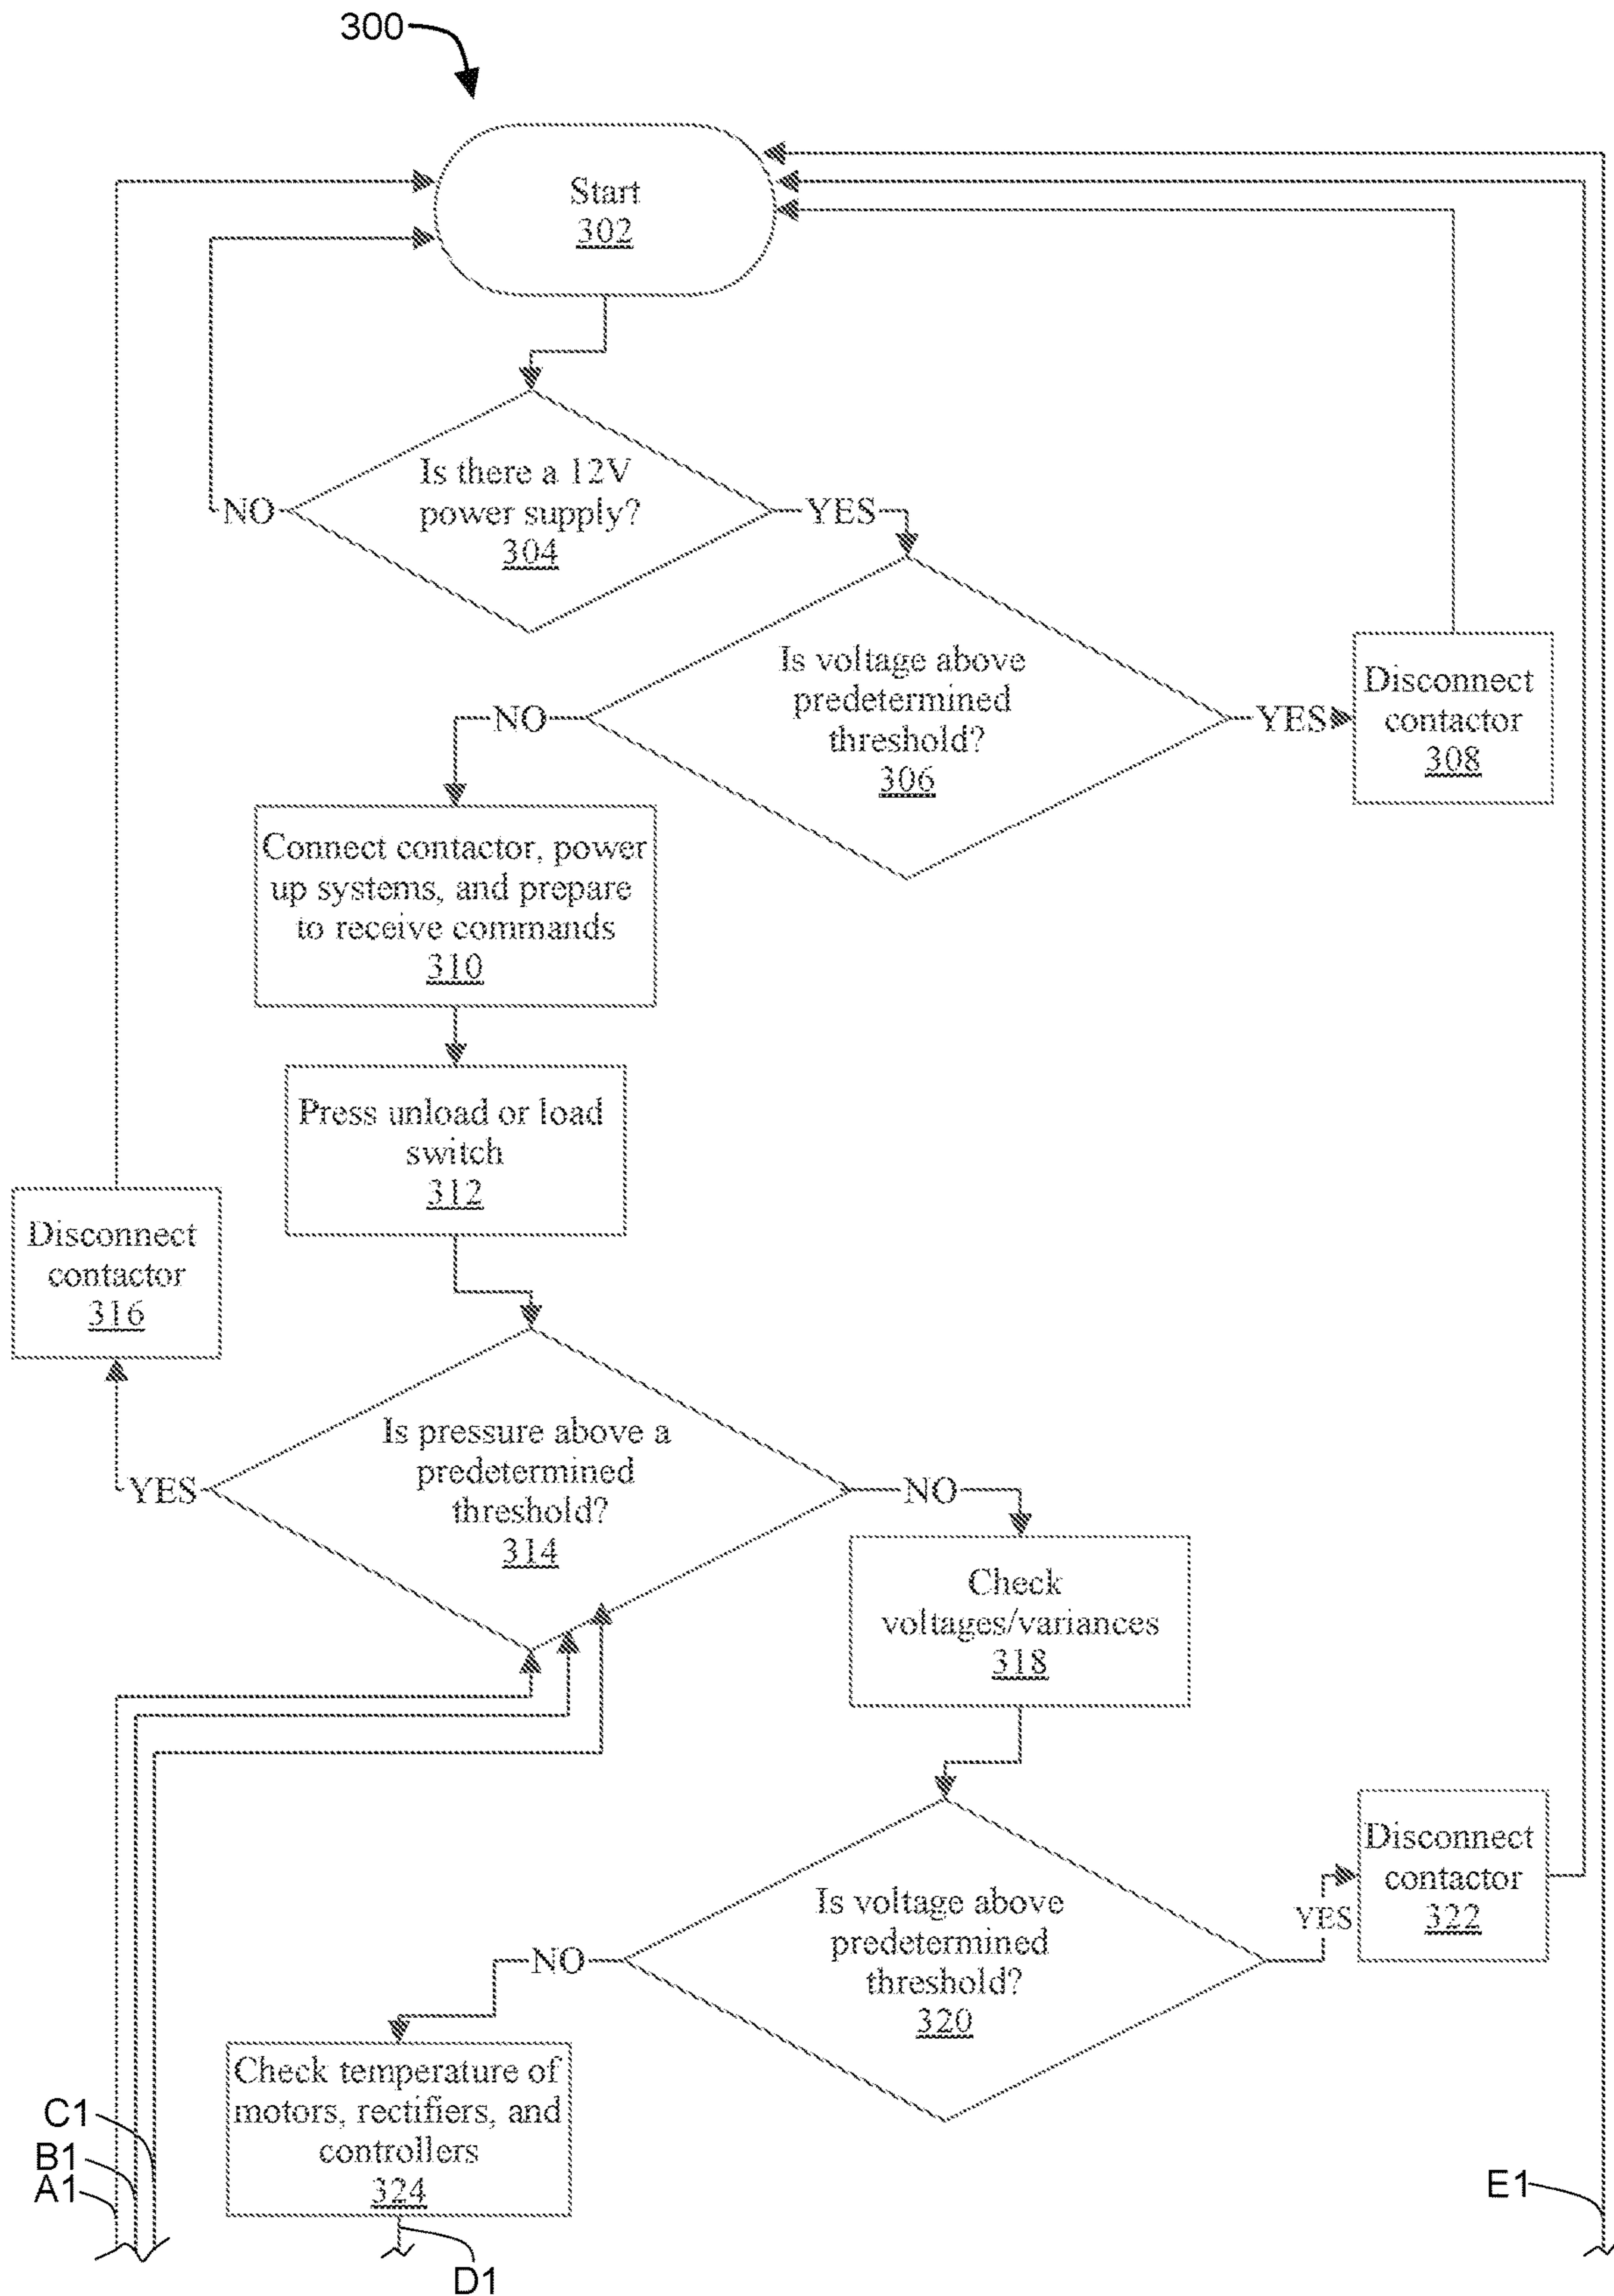 300
Start
302
Is there a 12V
power supply?
304
NO
YES
Is voltage above
predetermined
threshold?
306
NO
YES
Disconnect
contactor
308
Connect contactor, power
up systems, and prepare
to receive commands
310
Press unload or load
switch
312
Disconnect
contactor
316
Is pressure above a
predetermined
threshold?
314
YES
NO
Check
voltages/variances
318
Is voltage above
predetermined
threshold?
320
NO
YES
Disconnect
contactor
322
Check temperature of
motors, rectifiers, and
controllers
324
C1
B1
A1
D1
E1